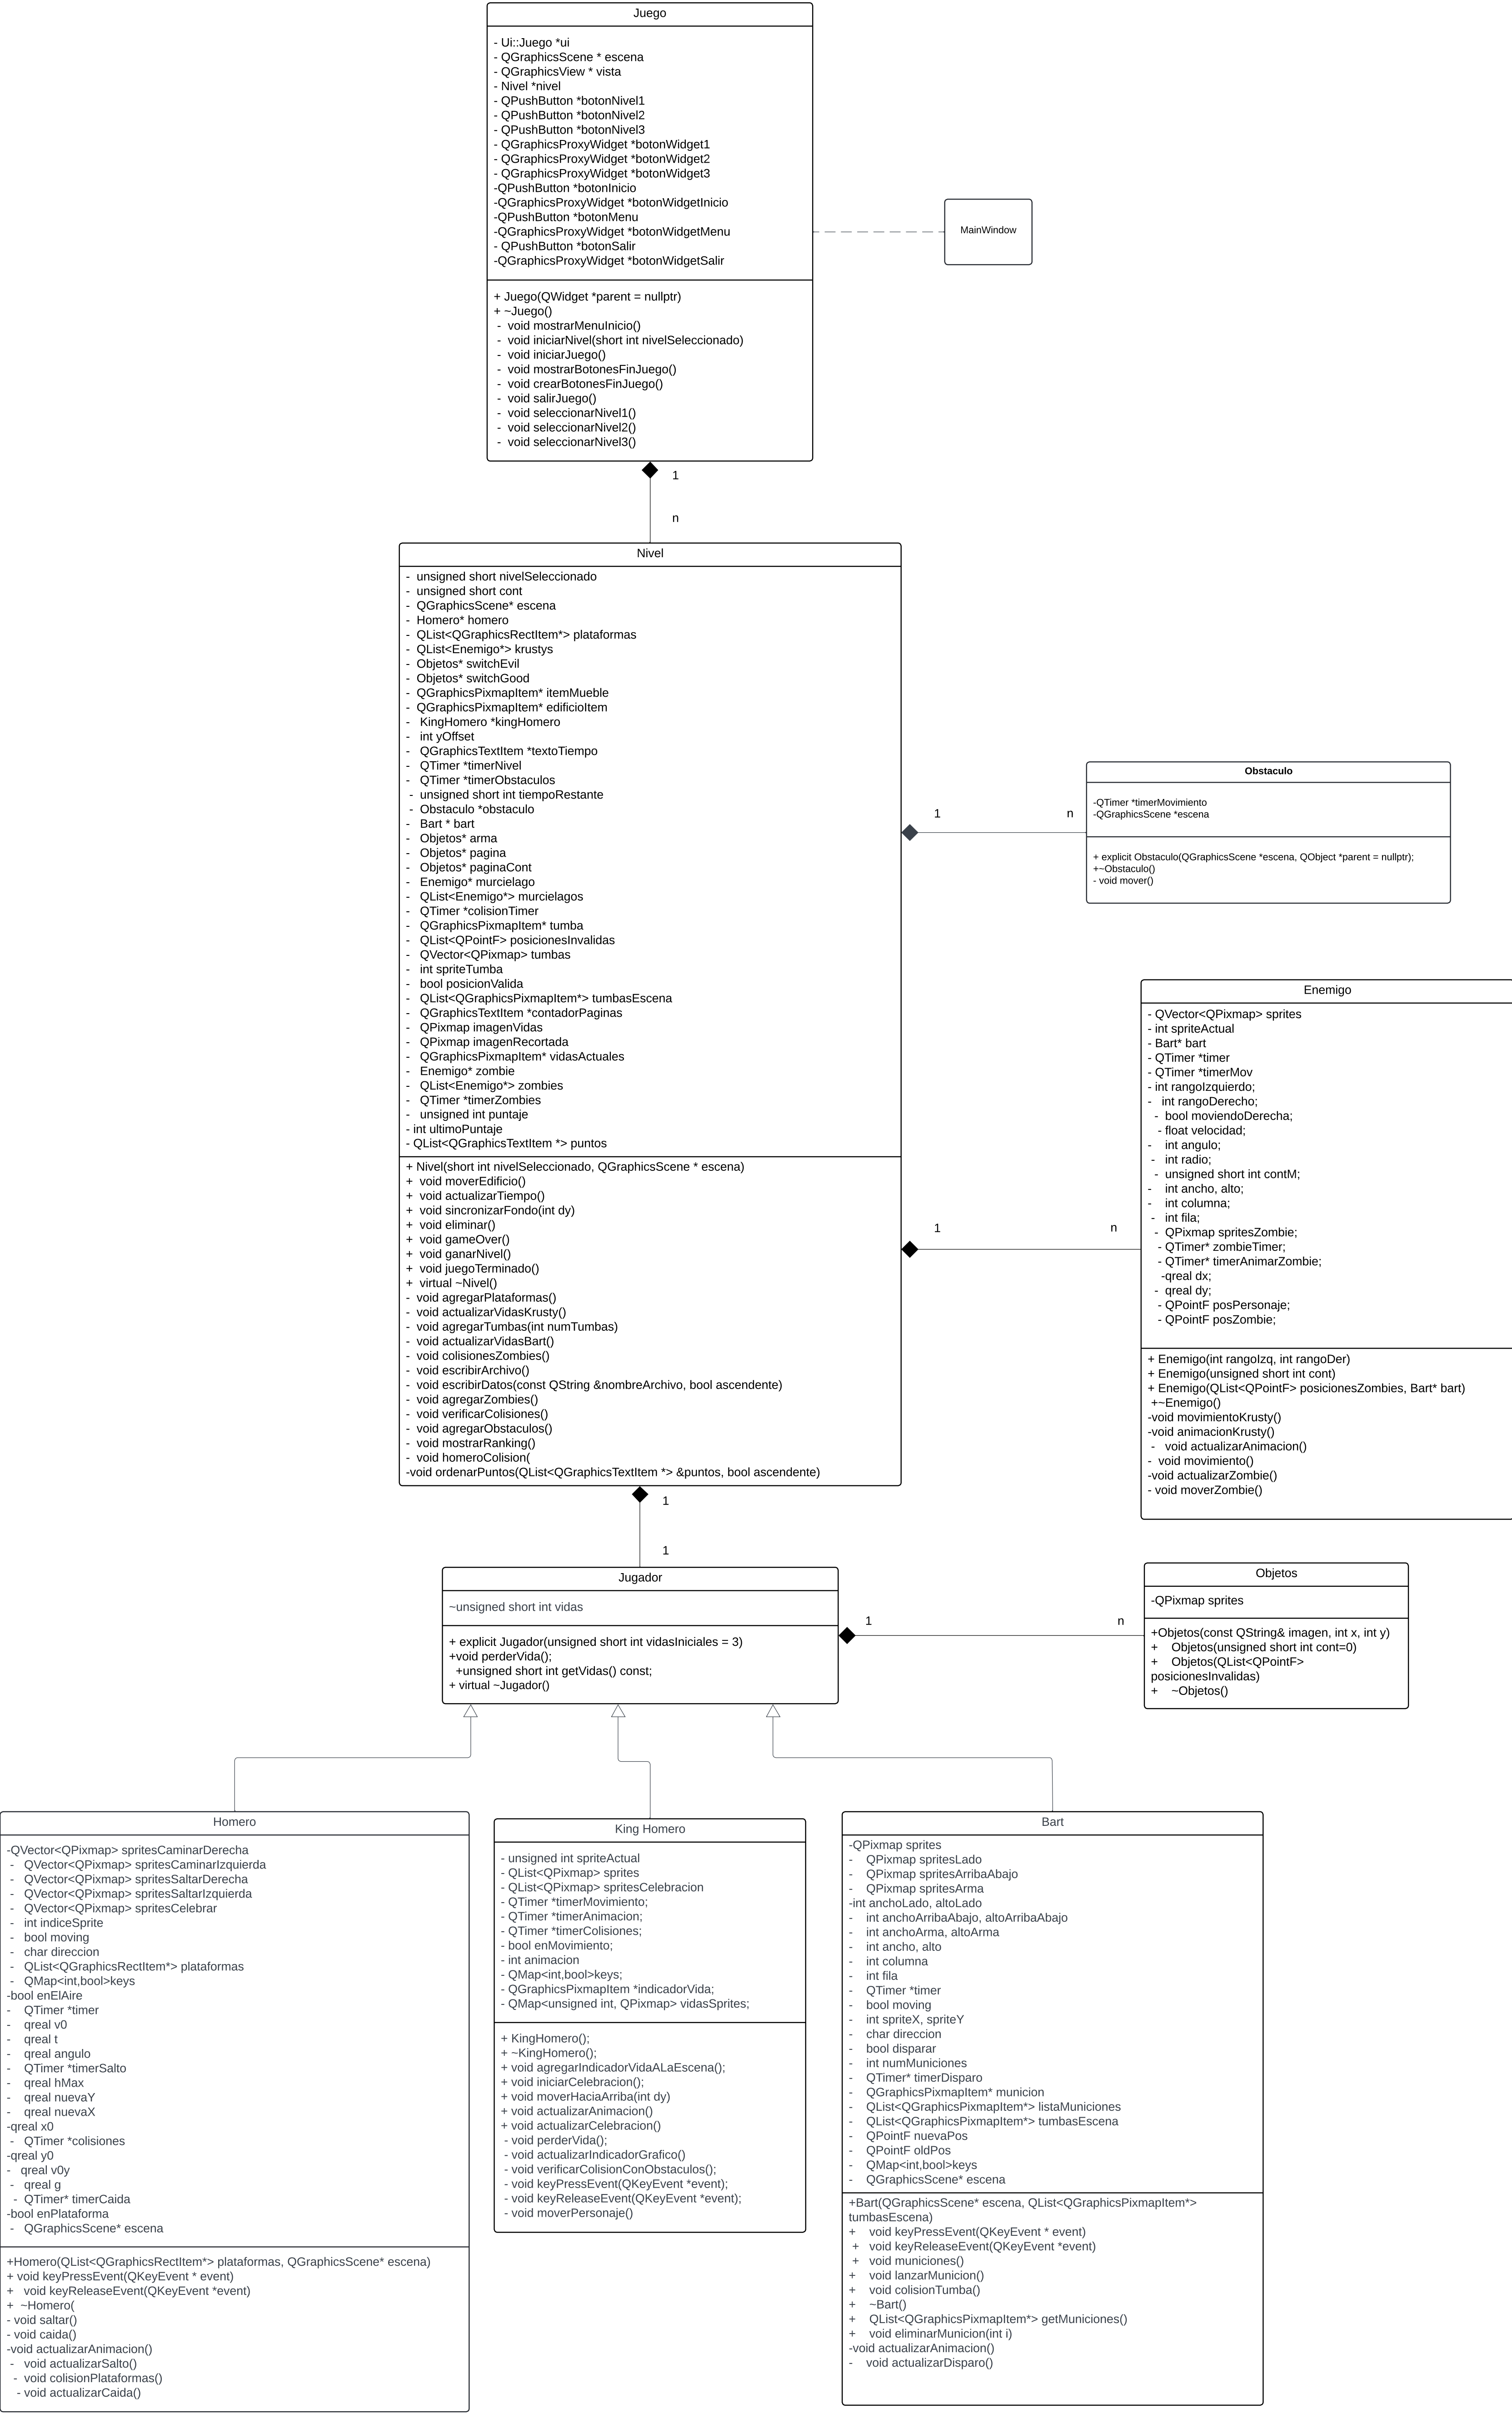 Juego
- Ui::Juego *ui
- QGraphicsScene * escena
- QGraphicsView * vista
- Nivel *nivel
- QPushButton *botonNivel1
- QPushButton *botonNivel2
- QPushButton *botonNivel3
- QGraphicsProxyWidget *botonWidget1
- QGraphicsProxyWidget *botonWidget2
- QGraphicsProxyWidget *botonWidget3
-QPushButton *botonInicio
-QGraphicsProxyWidget *botonWidgetInicio
-QPushButton *botonMenu
-QGraphicsProxyWidget *botonWidgetMenu
- QPushButton *botonSalir
-QGraphicsProxyWidget *botonWidgetSalir
+ Juego(QWidget *parent = nullptr)
+ ~Juego()
- void mostrarMenuInicio()
- void iniciarNivel(short int nivelSeleccionado)
- void iniciarJuego()
- void mostrarBotonesFinJuego()
- void crearBotonesFinJuego()
- void salirJuego()
- void seleccionarNivel1()
- void seleccionarNivel2()
- void seleccionarNivel3()
MainWindow
1
n
Nivel
- unsigned short nivelSeleccionado
- unsigned short cont
- QGraphicsScene* escena
- Homero* homero
- QList<QGraphicsRectItem*> plataformas
- QList<Enemigo*> krustys
- Objetos* switchEvil
- Objetos* switchGood
- QGraphicsPixmapItem* itemMueble
- QGraphicsPixmapItem* edificioItem
- KingHomero *kingHomero
- int yOffset
- QGraphicsTextItem *textoTiempo
- QTimer *timerNivel
- QTimer *timerObstaculos
- unsigned short int tiempoRestante
- Obstaculo *obstaculo
- Bart * bart
- Objetos* arma
- Objetos* pagina
- Objetos* paginaCont
- Enemigo* murcielago
- QList<Enemigo*> murcielagos
- QTimer *colisionTimer
- QGraphicsPixmapItem* tumba
- QList<QPointF> posicionesInvalidas
- QVector<QPixmap> tumbas
- int spriteTumba
- bool posicionValida
- QList<QGraphicsPixmapItem*> tumbasEscena
- QGraphicsTextItem *contadorPaginas
- QPixmap imagenVidas
- QPixmap imagenRecortada
- QGraphicsPixmapItem* vidasActuales
- Enemigo* zombie
- QList<Enemigo*> zombies
- QTimer *timerZombies
- unsigned int puntaje
- int ultimoPuntaje
- QList<QGraphicsTextItem *> puntos
+ Nivel(short int nivelSeleccionado, QGraphicsScene * escena)
+ void moverEdificio()
+ void actualizarTiempo()
+ void sincronizarFondo(int dy)
+ void eliminar()
+ void gameOver()
+ void ganarNivel()
+ void juegoTerminado()
+ virtual ~Nivel()
- void agregarPlataformas()
- void actualizarVidasKrusty()
- void agregarTumbas(int numTumbas)
- void actualizarVidasBart()
- void colisionesZombies()
- void escribirArchivo()
- void escribirDatos(const QString &nombreArchivo, bool ascendente)
- void agregarZombies()
- void verificarColisiones()
- void agregarObstaculos()
- void mostrarRanking()
- void homeroColision(
-void ordenarPuntos(QList<QGraphicsTextItem *> &puntos, bool ascendente)
1
n
Obstaculo
-QTimer *timerMovimiento
-QGraphicsScene *escena
+ explicit Obstaculo(QGraphicsScene *escena, QObject *parent = nullptr);
+~Obstaculo()
- void mover()
1
n
Enemigo
- QVector<QPixmap> sprites
- int spriteActual
- Bart* bart
- QTimer *timer
- QTimer *timerMov
- int rangoIzquierdo;
- int rangoDerecho;
- bool moviendoDerecha;
- float velocidad;
- int angulo;
- int radio;
- unsigned short int contM;
- int ancho, alto;
- int columna;
- int fila;
- QPixmap spritesZombie;
- QTimer* zombieTimer;
- QTimer* timerAnimarZombie;
-qreal dx;
- qreal dy;
- QPointF posPersonaje;
- QPointF posZombie;
+ Enemigo(int rangoIzq, int rangoDer)
+ Enemigo(unsigned short int cont)
+ Enemigo(QList<QPointF> posicionesZombies, Bart* bart)
+~Enemigo()
-void movimientoKrusty()
-void animacionKrusty()
- void actualizarAnimacion()
- void movimiento()
-void actualizarZombie()
- void moverZombie()
1
1
Jugador
~unsigned short int vidas
+ explicit Jugador(unsigned short int vidasIniciales = 3)
+void perderVida();
+unsigned short int getVidas() const;
+ virtual ~Jugador()
1
n
Objetos
-QPixmap sprites
+Objetos(const QString& imagen, int x, int y)
+ Objetos(unsigned short int cont=0)
+ Objetos(QList<QPointF>
posicionesInvalidas)
+ ~Objetos()
Homero
-QVector<QPixmap> spritesCaminarDerecha
- QVector<QPixmap> spritesCaminarIzquierda
- QVector<QPixmap> spritesSaltarDerecha
- QVector<QPixmap> spritesSaltarIzquierda
- QVector<QPixmap> spritesCelebrar
- int indiceSprite
- bool moving
- char direccion
- QList<QGraphicsRectItem*> plataformas
- QMap<int,bool>keys
-bool enElAire
- QTimer *timer
- qreal v0
- qreal t
- qreal angulo
- QTimer *timerSalto
- qreal hMax
- qreal nuevaY
- qreal nuevaX
-qreal x0
- QTimer *colisiones
-qreal y0
- qreal v0y
- qreal g
- QTimer* timerCaida
-bool enPlataforma
- QGraphicsScene* escena
+Homero(QList<QGraphicsRectItem*> plataformas, QGraphicsScene* escena)
+ void keyPressEvent(QKeyEvent * event)
+ void keyReleaseEvent(QKeyEvent *event)
+ ~Homero(
- void saltar()
- void caida()
-void actualizarAnimacion()
- void actualizarSalto()
- void colisionPlataformas()
- void actualizarCaida()
King Homero
- unsigned int spriteActual
- QList<QPixmap> sprites
- QList<QPixmap> spritesCelebracion
- QTimer *timerMovimiento;
- QTimer *timerAnimacion;
- QTimer *timerColisiones;
- bool enMovimiento;
- int animacion
- QMap<int,bool>keys;
- QGraphicsPixmapItem *indicadorVida;
- QMap<unsigned int, QPixmap> vidasSprites;
+ KingHomero();
+ ~KingHomero();
+ void agregarIndicadorVidaALaEscena();
+ void iniciarCelebracion();
+ void moverHaciaArriba(int dy)
+ void actualizarAnimacion()
+ void actualizarCelebracion()
- void perderVida();
- void actualizarIndicadorGrafico()
- void verificarColisionConObstaculos();
- void keyPressEvent(QKeyEvent *event);
- void keyReleaseEvent(QKeyEvent *event);
- void moverPersonaje()
Bart
-QPixmap sprites
- QPixmap spritesLado
- QPixmap spritesArribaAbajo
- QPixmap spritesArma
-int anchoLado, altoLado
- int anchoArribaAbajo, altoArribaAbajo
- int anchoArma, altoArma
- int ancho, alto
- int columna
- int fila
- QTimer *timer
- bool moving
- int spriteX, spriteY
- char direccion
- bool disparar
- int numMuniciones
- QTimer* timerDisparo
- QGraphicsPixmapItem* municion
- QList<QGraphicsPixmapItem*> listaMuniciones
- QList<QGraphicsPixmapItem*> tumbasEscena
- QPointF nuevaPos
- QPointF oldPos
- QMap<int,bool>keys
- QGraphicsScene* escena
+Bart(QGraphicsScene* escena, QList<QGraphicsPixmapItem*>
tumbasEscena)
+ void keyPressEvent(QKeyEvent * event)
+ void keyReleaseEvent(QKeyEvent *event)
+ void municiones()
+ void lanzarMunicion()
+ void colisionTumba()
+ ~Bart()
+ QList<QGraphicsPixmapItem*> getMuniciones()
+ void eliminarMunicion(int i)
-void actualizarAnimacion()
- void actualizarDisparo()